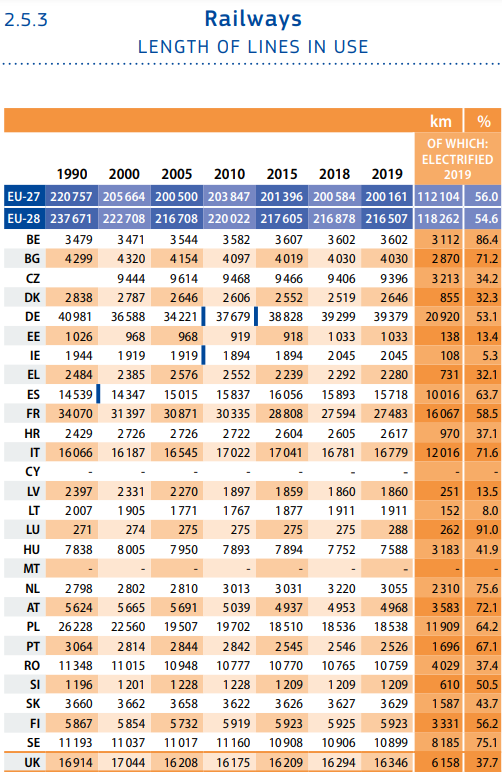 2.5.3 Railways
LENGTH OF LINES IN USE
km %
OF WHICH:
ELECTRIFIED
1990 2000 2005 2010 2015 2018 2019 2019
EU-27 220 757 205 664 200 500 203 847 201 396 200 584 200 161 112 104 56.0
EU-28 237 671 222 708 216 708 220 022 217 605 216 878 216 507 118 262 54.6
BE 3 479 3 471 3 544 3 582 3 607 3 602 3 602 3 112 86.4
BG 4 299 4 320 4 154 4 097 4 019 4 030 4 030 2 870 71.2
CZ 9 444 9 614 9 468 9 466 9 406 9 396 3 213 34.2
DK 2 838 2 787 2 646 2 606 2 552 2 519 2 646 855 32.3
DE 40 981 36 588 34 221 37 679 38 828 39 299 39 379 20 920 53.1
EE 1 026 968 968 919 918 1 033 1 033 138 13.4
IE 1 944 1 919 1 919 1 894 1 894 2 045 2 045 108 5.3
EL 2 484 2 385 2 576 2 552 2 239 2 292 2 280 731 32.1
ES 14 539 14 347 15 015 15 837 16 056 15 893 15 718 10 016 63.7
FR 34 070 31 397 30 871 30 335 28 808 27 594 27 483 16 067 58.5
HR 2 429 2 726 2 726 2 722 2 604 2 605 2 617 970 37.1
IT 16 066 16 187 16 545 17 022 17 041 16 781 16 779 12 016 71.6
CY - - - - - - - - -
LV 2 397 2 331 2 270 1 897 1 859 1 860 1 860 251 13.5
LT 2 007 1 905 1 771 1 767 1 877 1 911 1 911 152 8.0
LU 271 274 275 275 275 275 288 262 91.0
HU 7 838 8 005 7 950 7 893 7 894 7 752 7 588 3 183 41.9
MT - - - - - - - - -
NL 2 798 2 802 2 810 3 013 3 031 3 220 3 055 2 310 75.6
AT 5 624 5 665 5 691 5 039 4 937 4 953 4 968 3 583 72.1
PL 26 228 22 560 19 507 19 702 18 510 18 536 18 538 11 909 64.2
PT 3 064 2 814 2 844 2 842 2 545 2 546 2 526 1 696 67.1
RO 11 348 11 015 10 948 10 777 10 770 10 765 10 759 4 029 37.4
SI 1 196 1 201 1 228 1 228 1 209 1 209 1 209 610 50.5
SK 3 660 3 662 3 658 3 622 3 626 3 627 3 629 1 587 43.7
FI 5 867 5 854 5 732 5 919 5 923 5 925 5 923 3 331 56.2
SE 11 193 11 037 11 017 11 160 10 908 10 906 10 899 8 185 75.1
UK 16 914 17 044 16 208 16 175 16 209 16 294 16 346 6 158 37.7